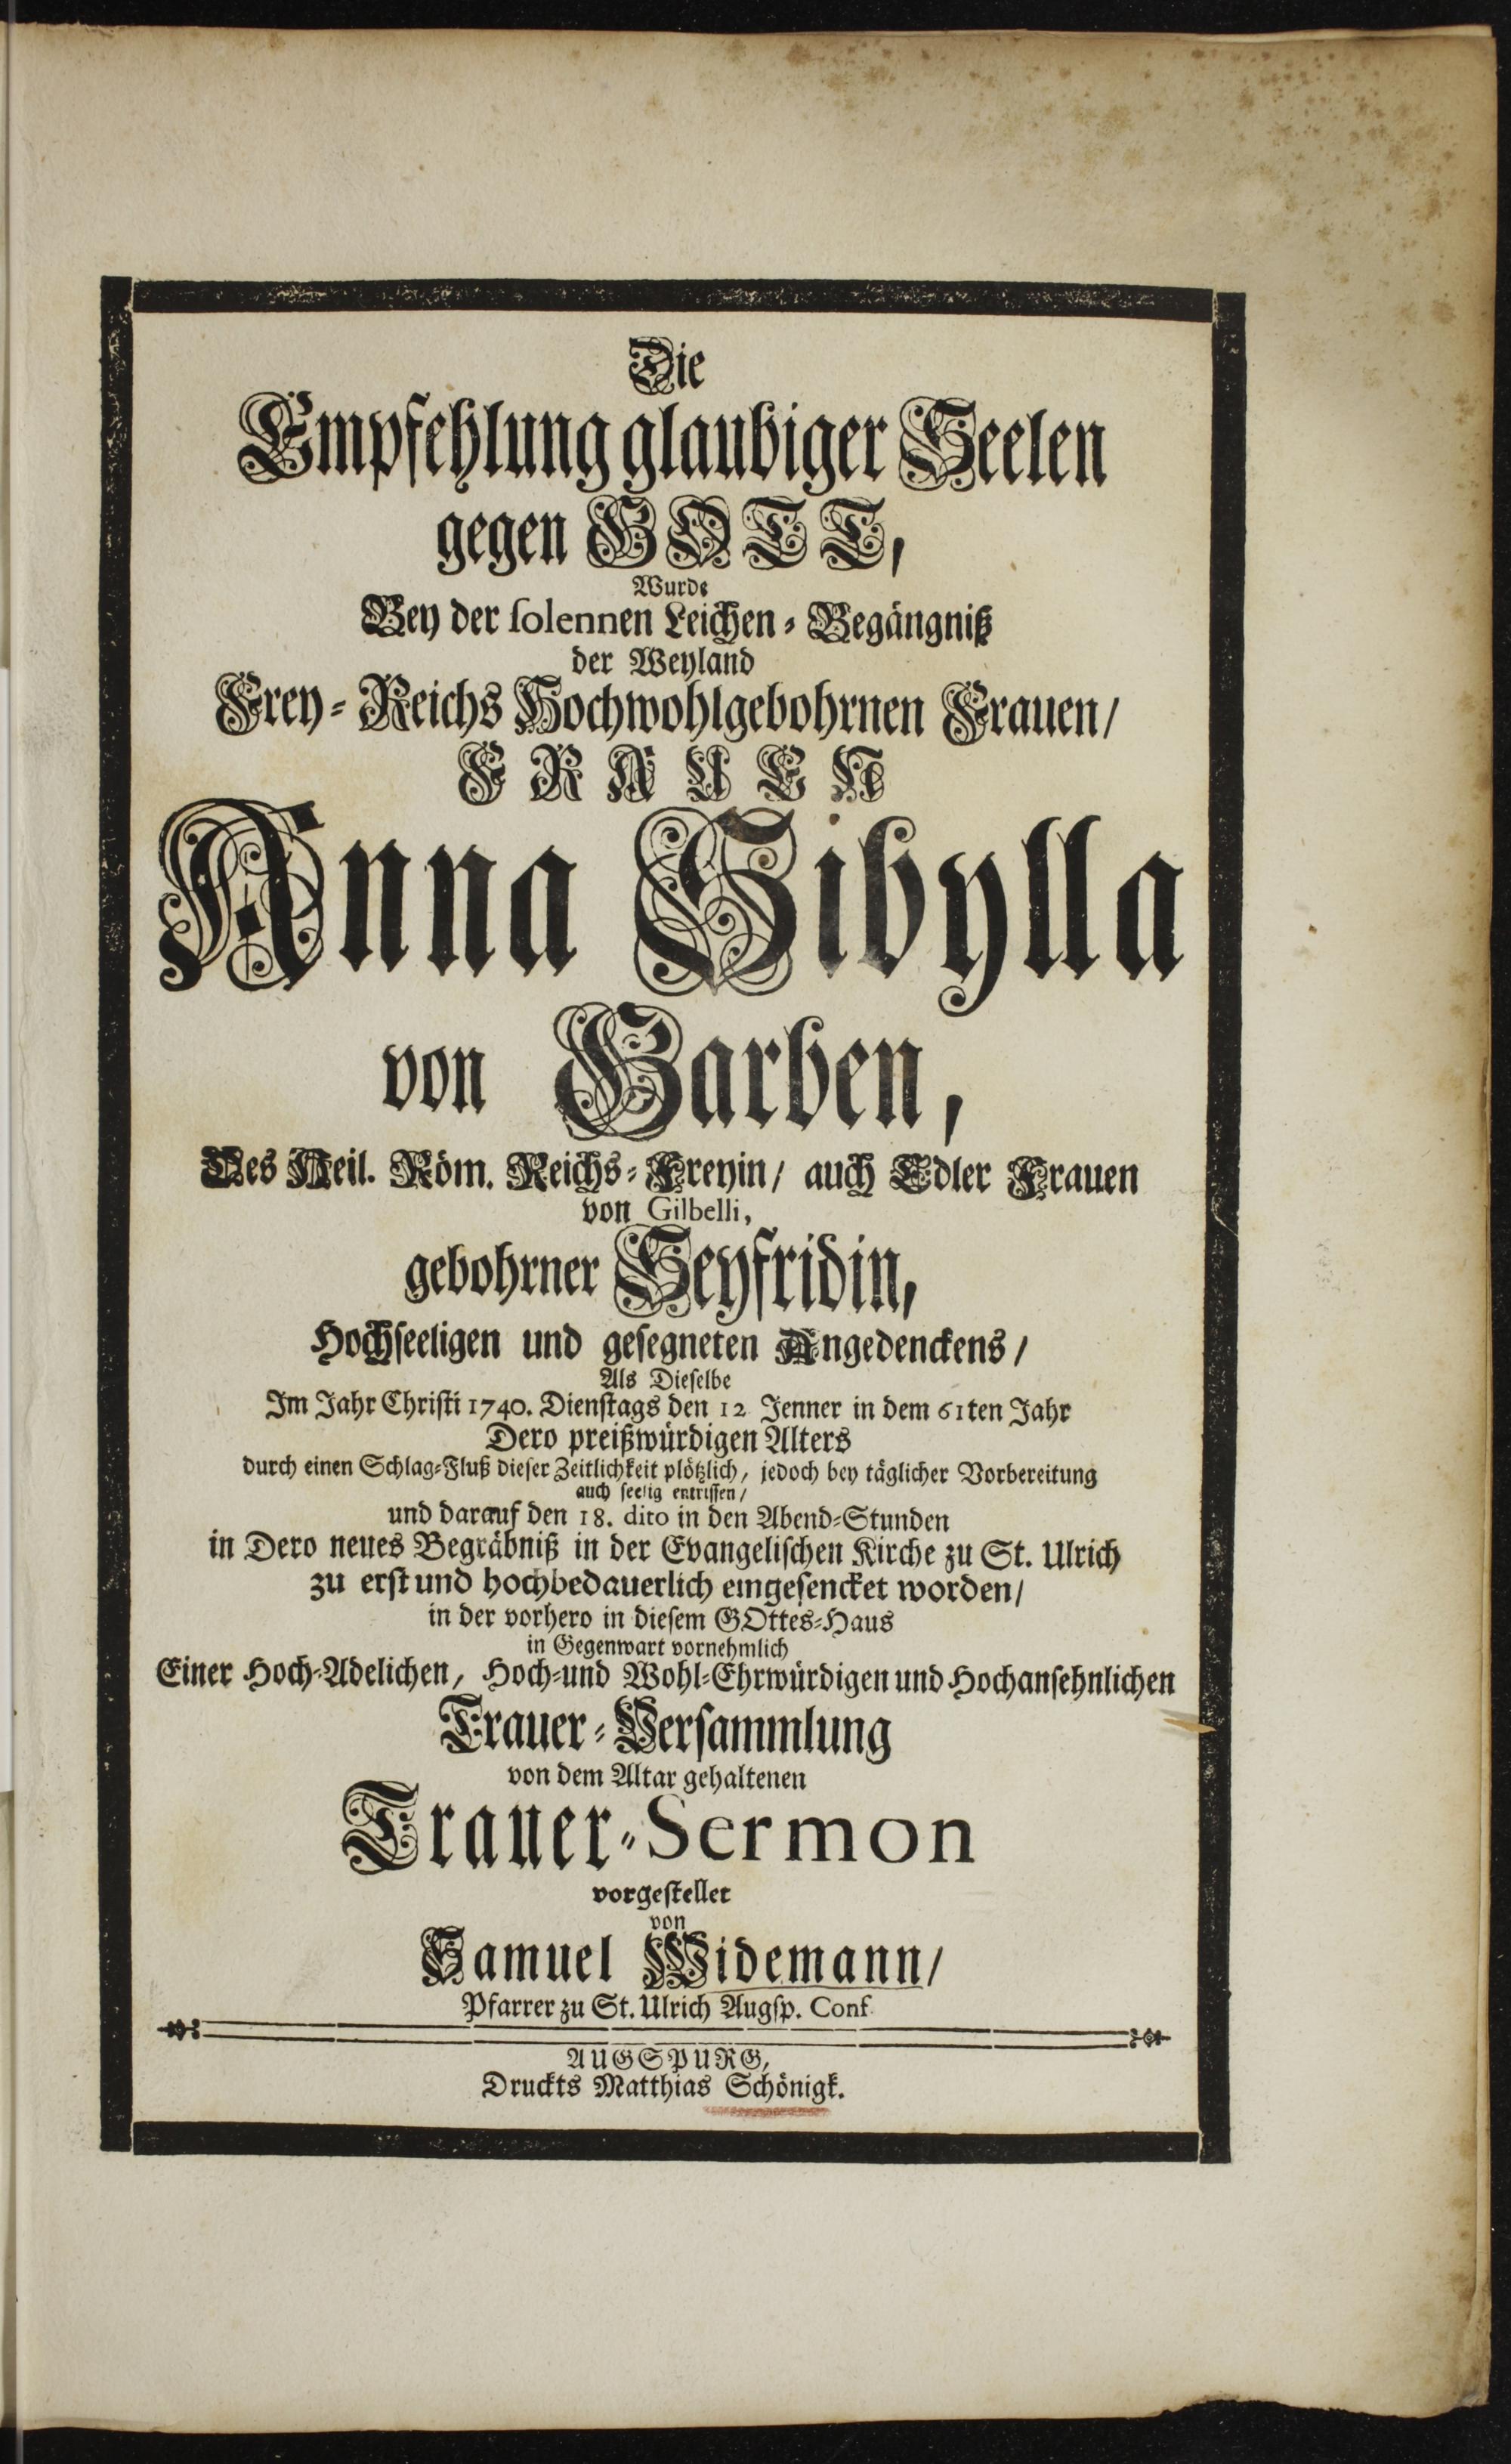 Die
Empfehlung glaubiger Seelen
gegen GOTT,
Wurde
Bey der solennen Leichen-Begängniß
der Weyland
Frey-Reichs Hochwohlgebohrnen Frauen/
FRAUEN
Anna Sibylla
von Garben,
Des Heil. Röm. Reichs-Freyin/ auch Edler Frauen
von Gilbelli,
gebohrner Seyfridin,
Hochseeligen und gesegneten Angedenckens/
Als Dieselbe
Im Jahr Christi 1740. Dienstags den 12 Jenner in dem 61ten Jahr
Dero preißwürdigen Alters
durch einen Schlag-Fluß dieser Zeitlichkeit plötzlich, jedoch bey täglicher Vorbereitung
auch seelig entrissen/
und darauf den 18. dito in den Abend-Stunden
in Dero neues Begräbniß in der Evangelischen Kirche zu St. Ulrich
zu erst und hochbedauerlich eingesencket worden/
in der vorhero in diesem GOttes-Haus
in Gegenwart vornehmlich
Einer Hoch-Adelichen, Hoch-und Wohl-Ehrwürdigen und Hochansehnlichen
Trauer-Versammlung
von dem Altar gehaltenen
Trauer-Sermon
vorgestellet
von
Samuel Widemann/
Pfarrer zu St. Ulrich Augsp. Conf.
AUGSPURG,
Druckts Matthias Schönigk.